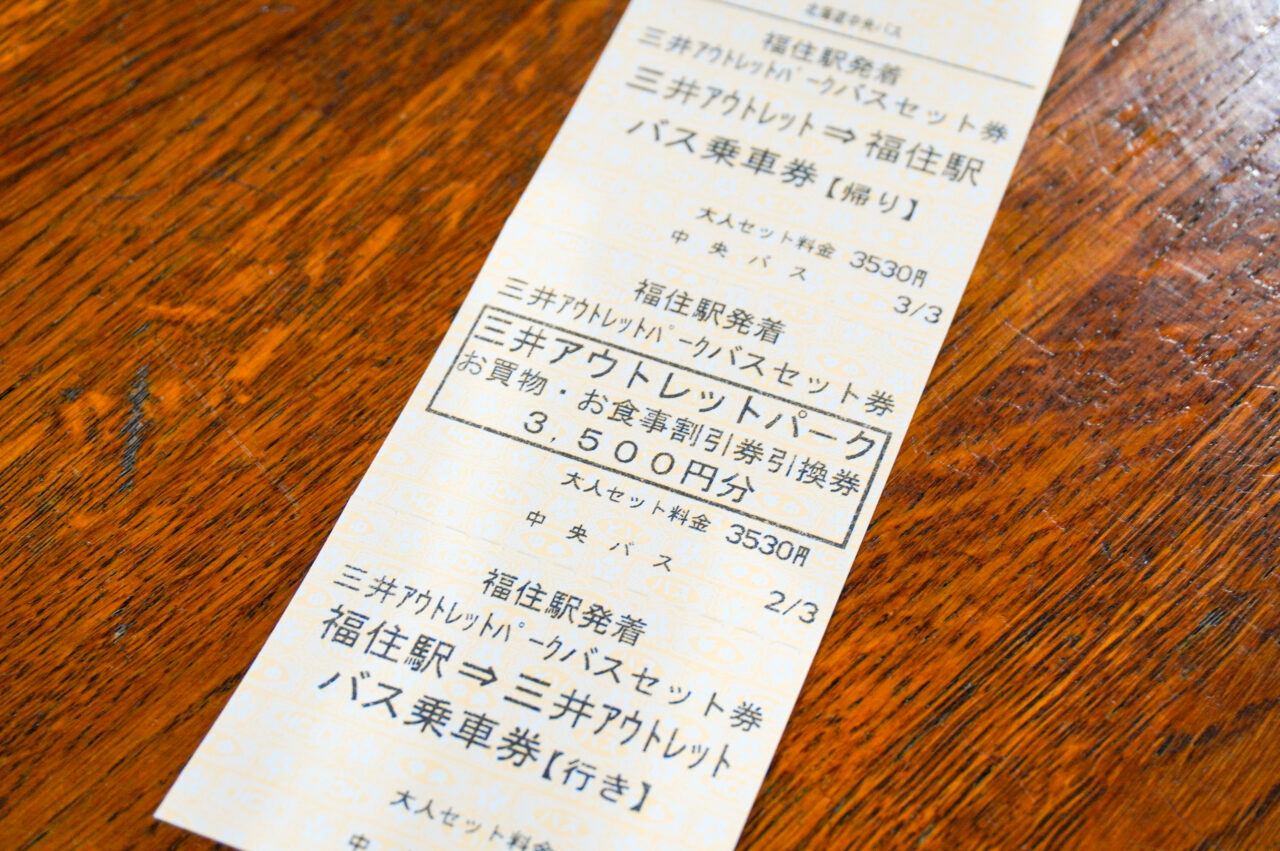 北海道中央バス
福住駅発着
三井アウトレットパークバスセット券
三井アウトレット⇒福住駅
バス乗車券【帰り】
大人セット料金 3530円
中央バス 3/3
福住駅発着
三井アウトレットパークバスセット券
三井アウトレットパーク
お買物・お食事割引券引換券
3,500円分
大人セット料金 3530円
中央バス 2/3
福住駅発着
三井アウトレットパークバスセット券
福住駅⇒三井アウトレット
バス乗車券【行き】
大人セット料金
中